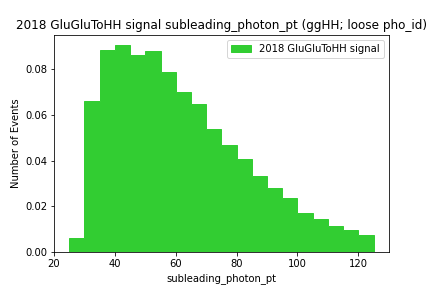 2018 GluGluToHH signal subleading_photon_pt (ggHH; loose pho_id)
2018 GluGluToHH signal
Number of Events
0.08
0.06
0.04
0.02
0.00
20
40
60
80
100
120
subleading_photon_pt